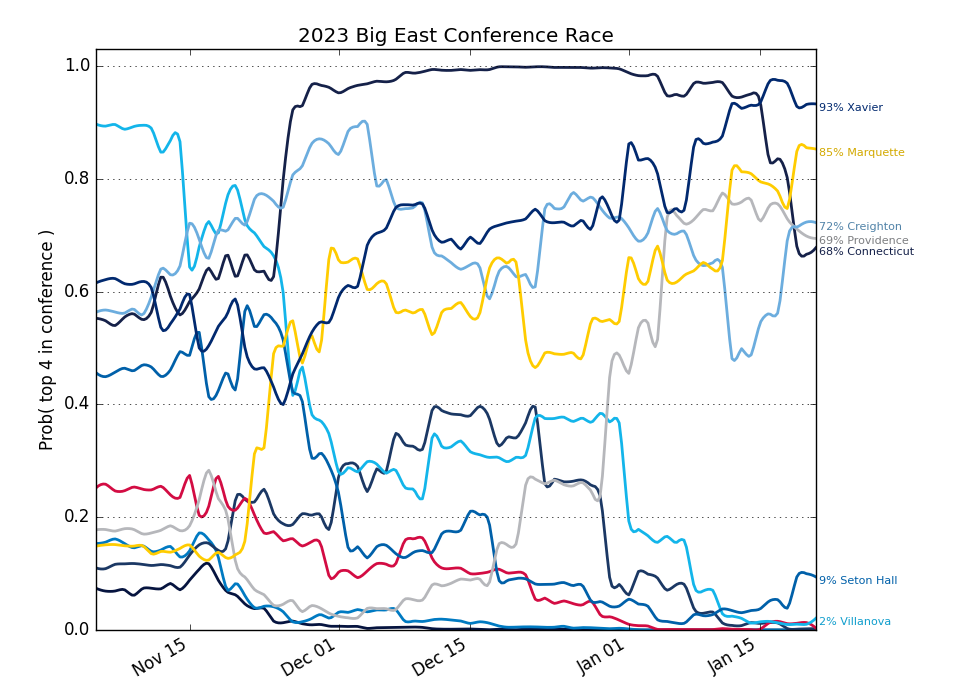 2023 Big East Conference Race
Prob( top 4 in conference )
1.0
0.8
0.6
0.4
0.2
0.0
Nov 15
Dec 01
Dec 15
Jan 01
Jan 15
93% Xavier
85% Marquette
72% Creighton
69% Providence
68% Connecticut
9% Seton Hall
2% Villanova